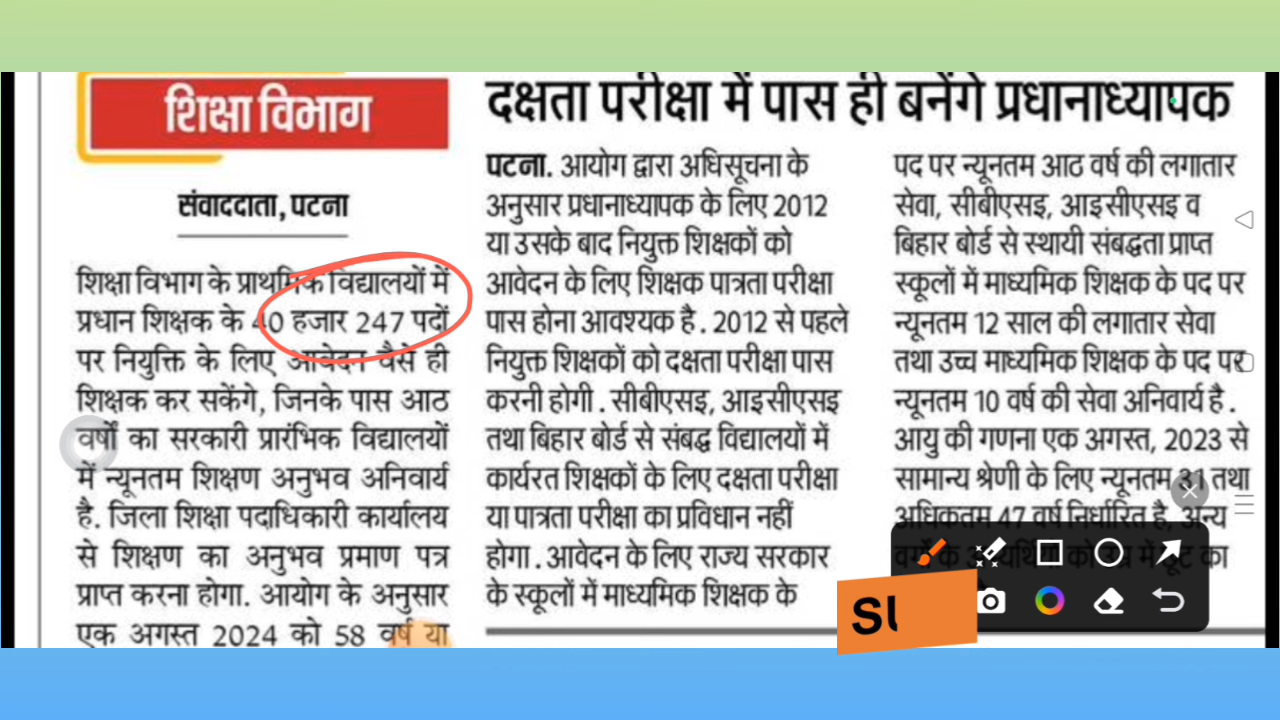 शिक्षा विभाग
संवाददाता, पटना
शिक्षा विभाग के प्राथमिक विद्यालयों में
प्रधान शिक्षक के 40 हजार 247 पदों
पर नियुक्ति के लिए आवेदन वैसे ही
शिक्षक कर सकेंगे, जिनके पास आठ
वर्षों का सरकारी प्रारंभिक विद्यालयों
में न्यूनतम शिक्षण अनुभव अनिवार्य
है. जिला शिक्षा पदाधिकारी कार्यालय
से शिक्षण का अनुभव प्रमाण पत्र
प्राप्त करना होगा. आयोग के अनुसार
एक अगस्त 2024 को 58 वर्ष या
दक्षता परीक्षा में पास ही बनेंगे प्रधानाध्यापक
पटना. आयोग द्वारा अधिसूचना के
अनुसार प्रधानाध्यापक के लिए 2012
या उसके बाद नियुक्त शिक्षकों को
आवेदन के लिए शिक्षक पात्रता परीक्षा
पास होना आवश्यक है. 2012 से पहले
नियुक्त शिक्षकों को दक्षता परीक्षा पास
करनी होगी. सीबीएसइ, आइसीएसइ
तथा बिहार बोर्ड से संबद्ध विद्यालयों में
कार्यरत शिक्षकों के लिए दक्षता परीक्षा
या पात्रता परीक्षा का प्रविधान नहीं
होगा. आवेदन के लिए राज्य सरकार
के स्कूलों में माध्यमिक शिक्षक के
पद पर न्यूनतम आठ वर्ष की लगातार
सेवा, सीबीएसइ, आइसीएसइ व
बिहार बोर्ड से स्थायी संबद्धता प्राप्त
स्कूलों में माध्यमिक शिक्षक के पद पर
न्यूनतम 12 साल की लगातार सेवा
तथा उच्च माध्यमिक शिक्षक के पद पर
न्यूनतम 10 वर्ष की सेवा अनिवार्य है.
आयु की गणना एक अगस्त, 2023 से
सामान्य श्रेणी के लिए न्यूनतम 31 तथा
अधिकतम 47 वर्ष निर्धारित है. अन्य
वर्गों के को में छूट का